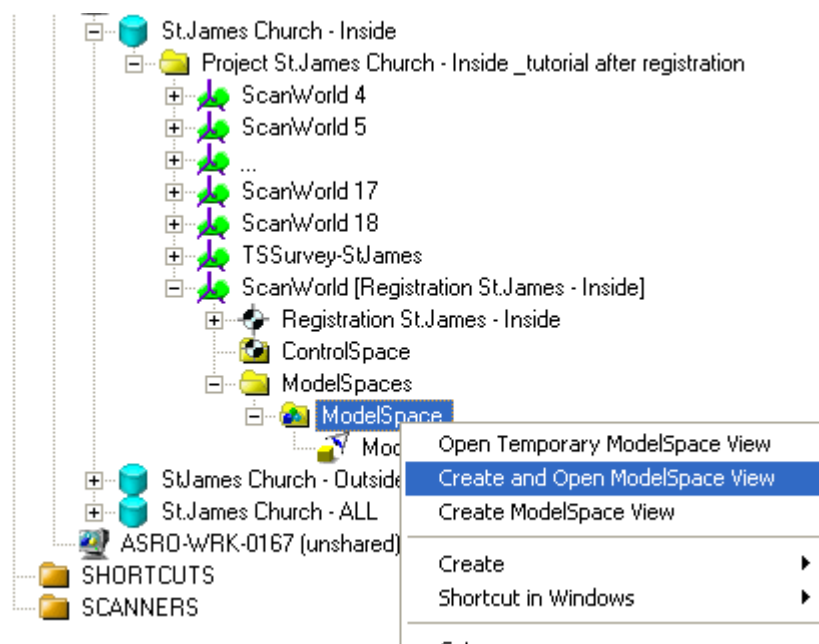 St.James Church - Inside
Project St.James Church - Inside _tutorial after registration
ScanWorld 4
ScanWorld 5
...
ScanWorld 17
ScanWorld 18
TSSurvey-StJames
ScanWorld [Registration St.James - Inside]
Registration St.James - Inside
ControlSpace
ModelSpaces
ModelSpace
Mod
Open Temporary ModelSpace View
StJames Church - Outside
Create and Open ModelSpace View
St.James Church - ALL
Create ModelSpace View
ASRO-WRK-0167 (unshared)
Create
SHORTCUTS
Shortcut in Windows
SCANNERS